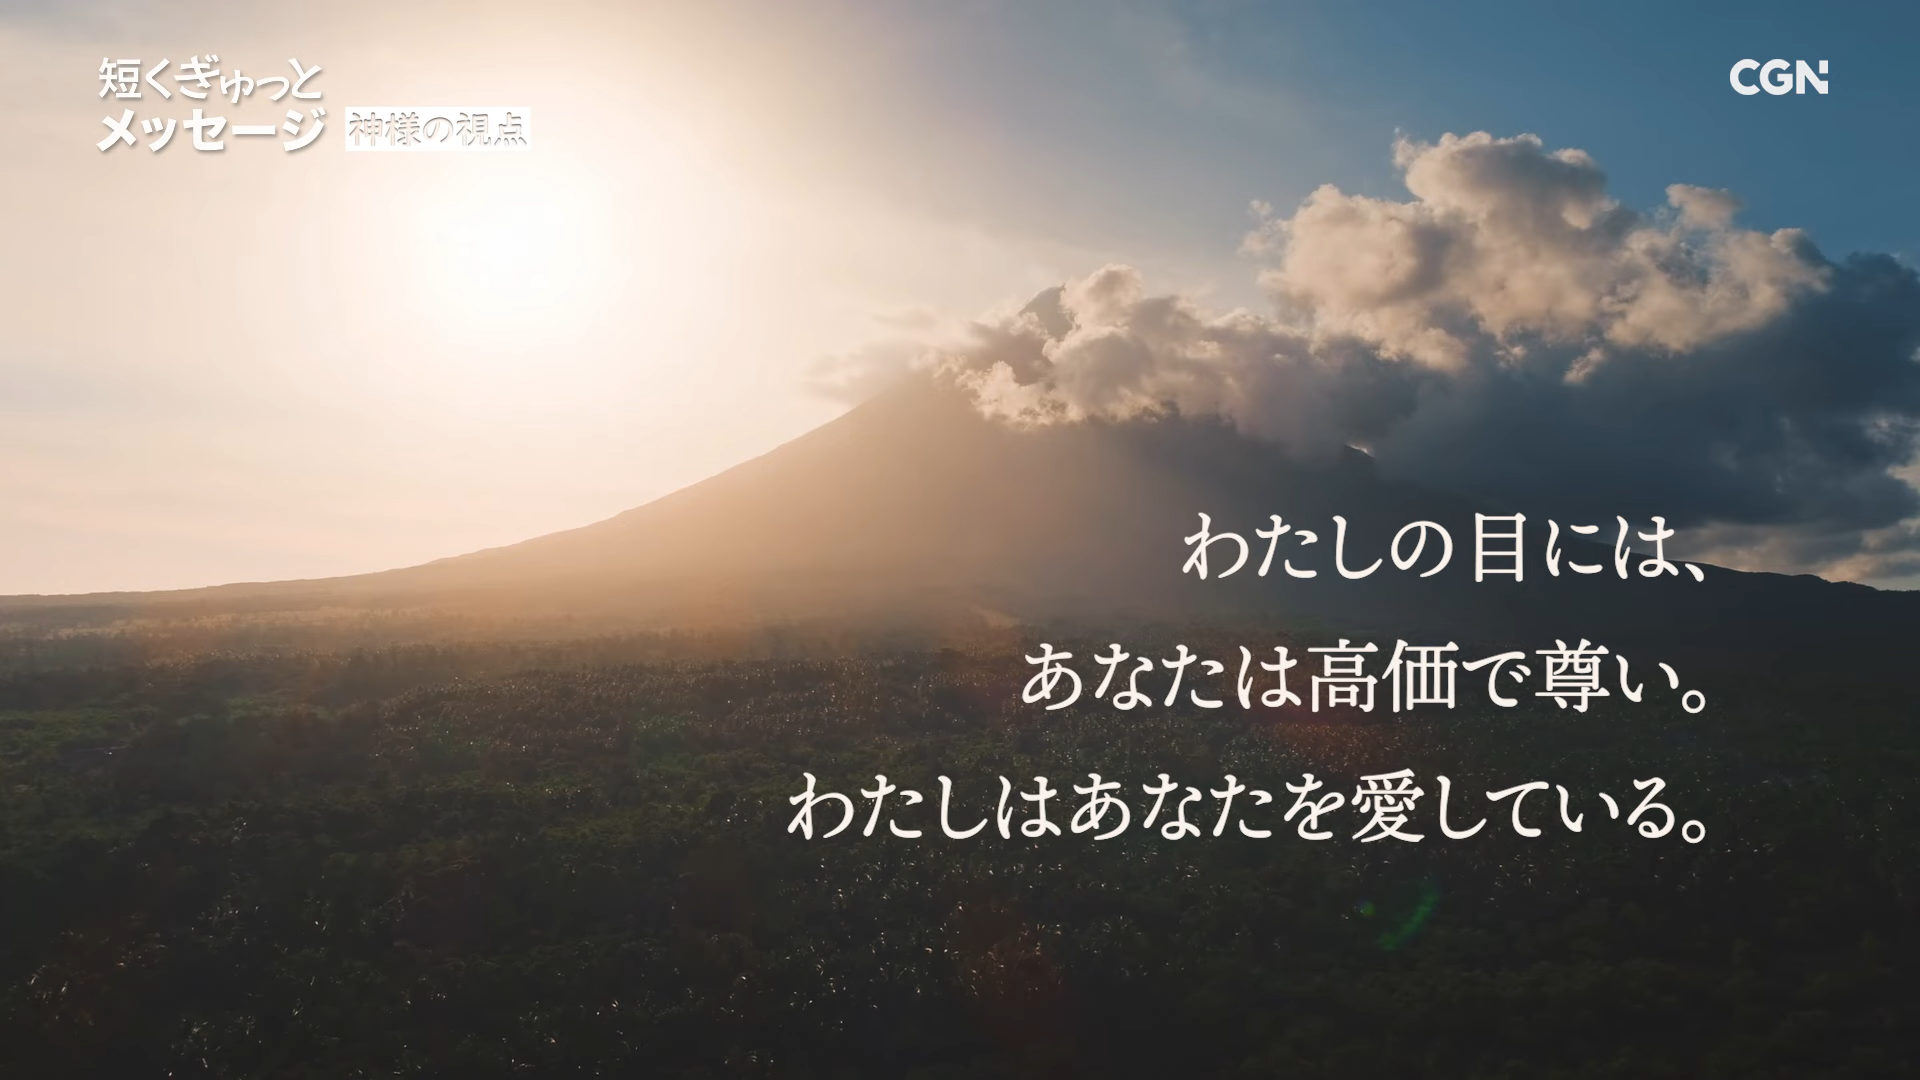 短くぎゅっと
メッセージ 神様の視点
CGN
わたしの目には、
あなたは高価で尊い。
わたしはあなたを愛している。